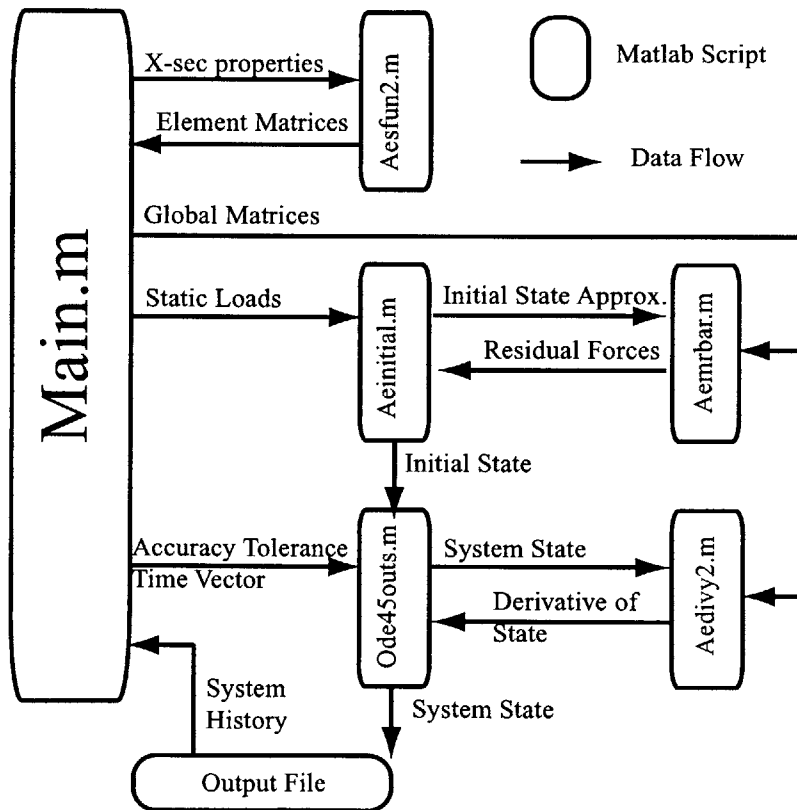 Main.m
X-sec properties
Element Matrices
Aesfun2.m
Matlab Script
Data Flow
Global Matrices
Static Loads
Aeinitial.m
Initial State Approx.
Residual Forces
Aemrbar.m
Initial State
Accuracy Tolerance
Time Vector
Ode45outs.m
System State
Derivative of
State
Aedivy2.m
System
History
System State
Output File